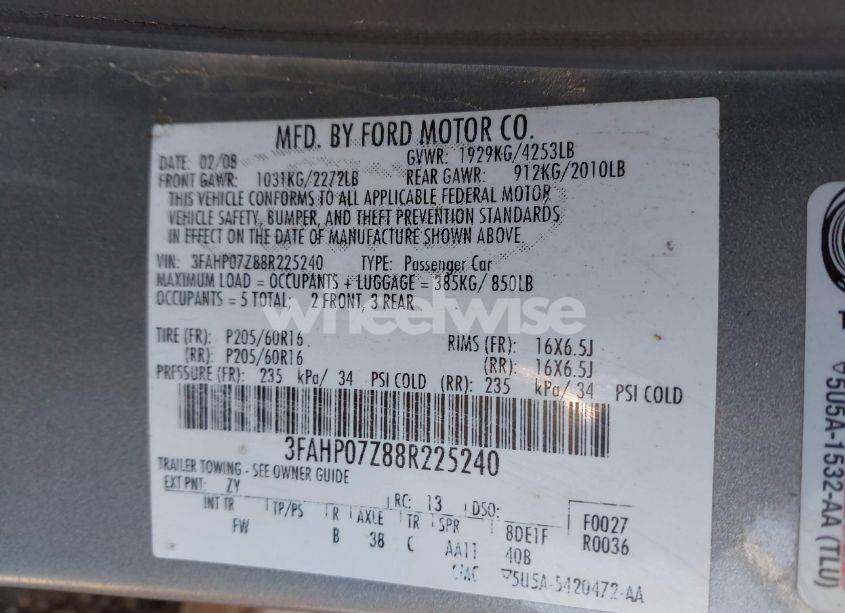 MFD. BY FORD MOTOR CO.
DATE: 02/08 GVWR: 1929KG/4253LB
FRONT GAWR: 1031KG/2272LB REAR GAWR: 912KG/2010LB
THIS VEHICLE CONFORMS TO ALL APPLICABLE FEDERAL MOTOR
VEHICLE SAFETY, BUMPER, AND THEFT PREVENTION STANDARDS
IN EFFECT ON THE DATE OF MANUFACTURE SHOWN ABOVE.
VIN: 3FAHP07Z88R225240 TYPE: Passenger Car
MAXIMUM LOAD = OCCUPANTS + LUGGAGE = 385KG/ 850LB
OCCUPANTS = 5 TOTAL: 2 FRONT, 3 REAR
wheelwise
TIRE (FR): P205/60R16 RIMS (FR): 16X6.5J
(RR): P205/60R16 (RR): 16X6.5J
PRESSURE (FR): 235 kPa/ 34 PSI COLD (RR): 235 kPa/ 34 PSI COLD
3FAHP07Z88R225240
TRAILER TOWING - SEE OWNER GUIDE
EXT PNT: ZY RC: 13 DSO: F0027
INT TR TP/PS R AXLE TR SPR 8DE1F R0036
FW B 38 C AA11 40B
CMC 5U5A-5420472-AA
5U5A-1532-AA (TLU)